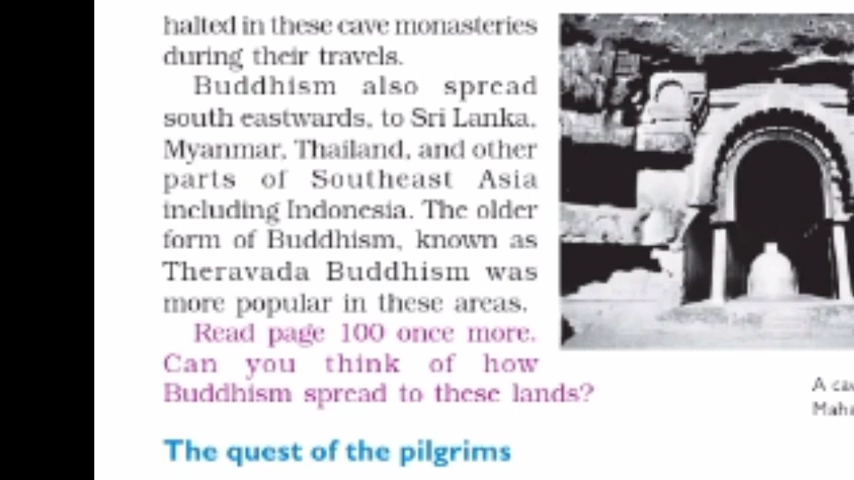 halted in these cave monasteries
during their travels.
Buddhism also spread
south eastwards, to Sri Lanka,
Myanmar, Thailand, and other
parts of Southeast Asia
including Indonesia. The older
form of Buddhism, known as
Theravada Buddhism was
more popular in these areas.
Read page 100 once more.
Can you think of how
Buddhism spread to these lands?
A
The quest of the pilgrims